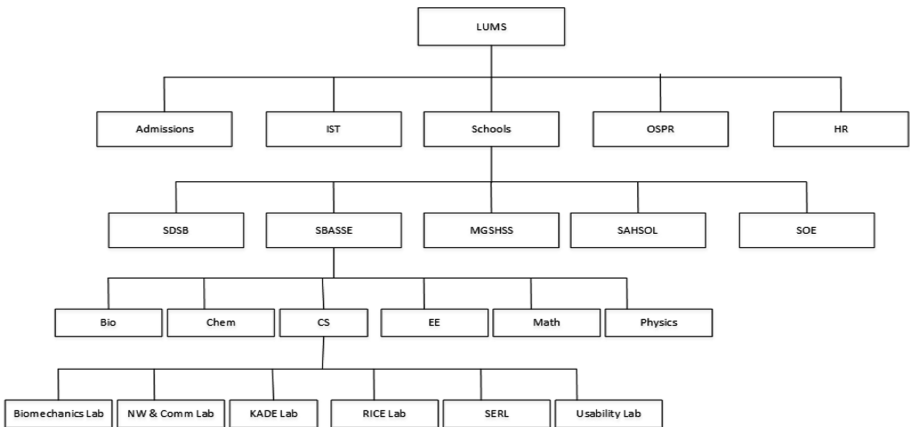 LUMS
Admissions
IST
Schools
OSPR
HR
SDSB
SBASSE
MGSHSS
SAHSOL
SOE
Bio
Chem
CS
EE
Math
Physics
Biomechanics Lab
NW & Comm Lab
KADE Lab
RICE Lab
SERL
Usability Lab